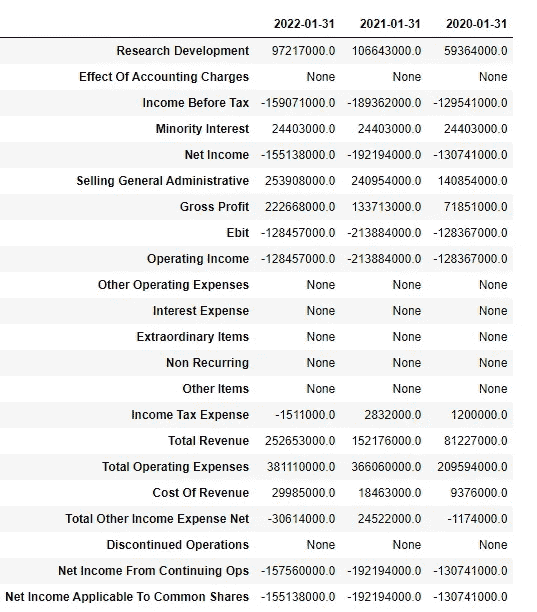 2022-01-31 2021-01-31 2020-01-31
Research Development 97217000.0 106643000.0 59364000.0
Effect Of Accounting Charges None None None
Income Before Tax -159071000.0 -189362000.0 -129541000.0
Minority Interest 24403000.0 24403000.0 24403000.0
Net Income -155138000.0 -192194000.0 -130741000.0
Selling General Administrative 253908000.0 240954000.0 140854000.0
Gross Profit 222668000.0 133713000.0 71851000.0
Ebit -128457000.0 -213884000.0 -128367000.0
Operating Income -128457000.0 -213884000.0 -128367000.0
Other Operating Expenses None None None
Interest Expense None None None
Extraordinary Items None None None
Non Recurring None None None
Other Items None None None
Income Tax Expense -1511000.0 2832000.0 1200000.0
Total Revenue 252653000.0 152176000.0 81227000.0
Total Operating Expenses 381110000.0 366060000.0 209594000.0
Cost Of Revenue 29985000.0 18463000.0 9376000.0
Total Other Income Expense Net -30614000.0 24522000.0 -1174000.0
Discontinued Operations None None None
Net Income From Continuing Ops -157560000.0 -192194000.0 -130741000.0
Net Income Applicable To Common Shares -155138000.0 -192194000.0 -130741000.0